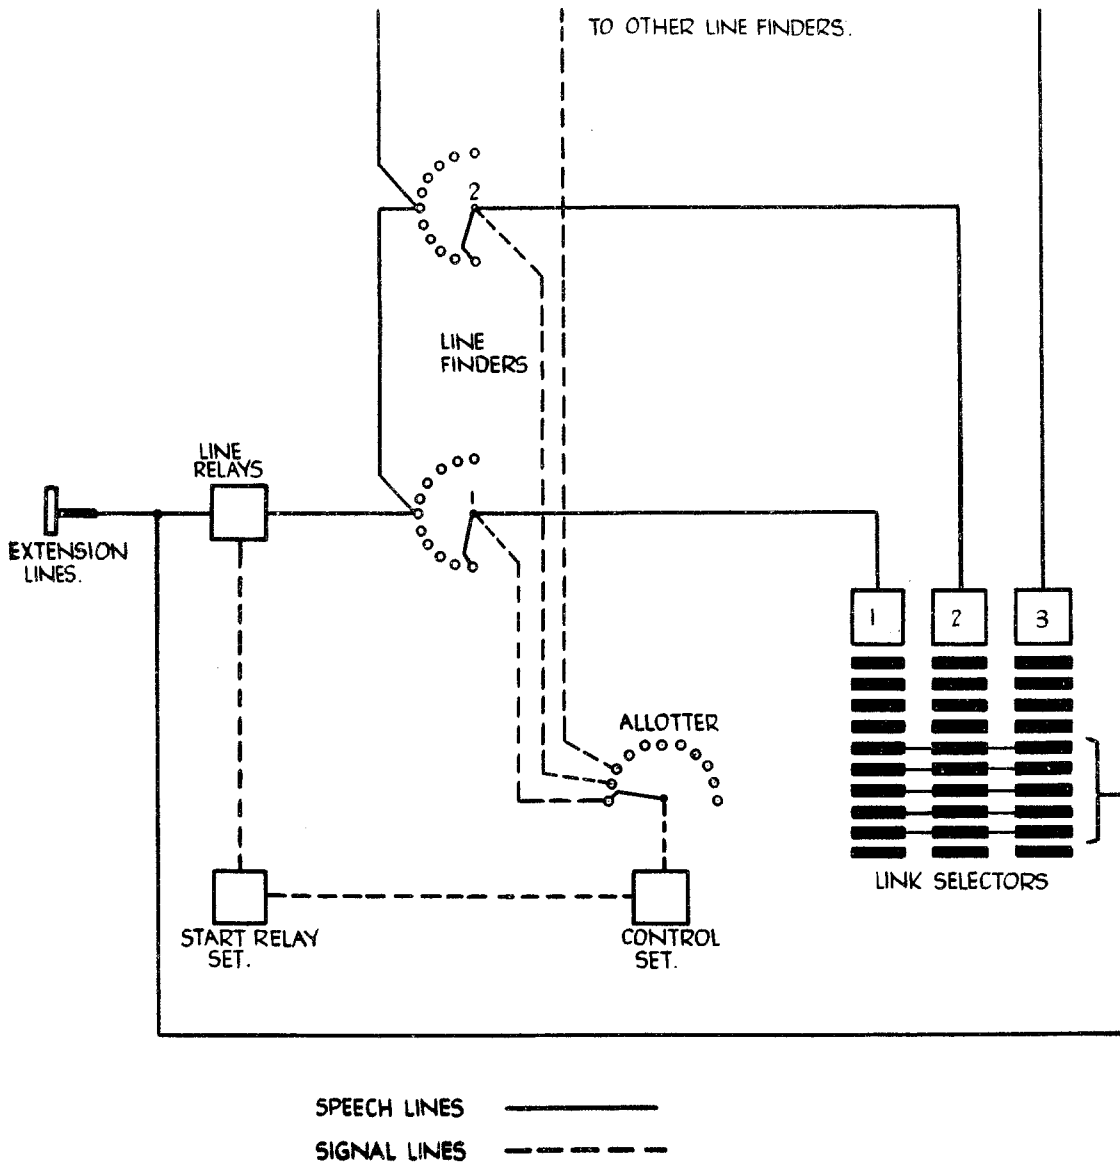 TO OTHER LINE FINDERS.
2
LINE
FINDERS
LINE
RELAYS
1
EXTENSION
LINES.
1
2
3
ALLOTTER
LINK SELECTORS
START RELAY
SET.
CONTROL
SET.
SPEECH LINES
SIGNAL LINES